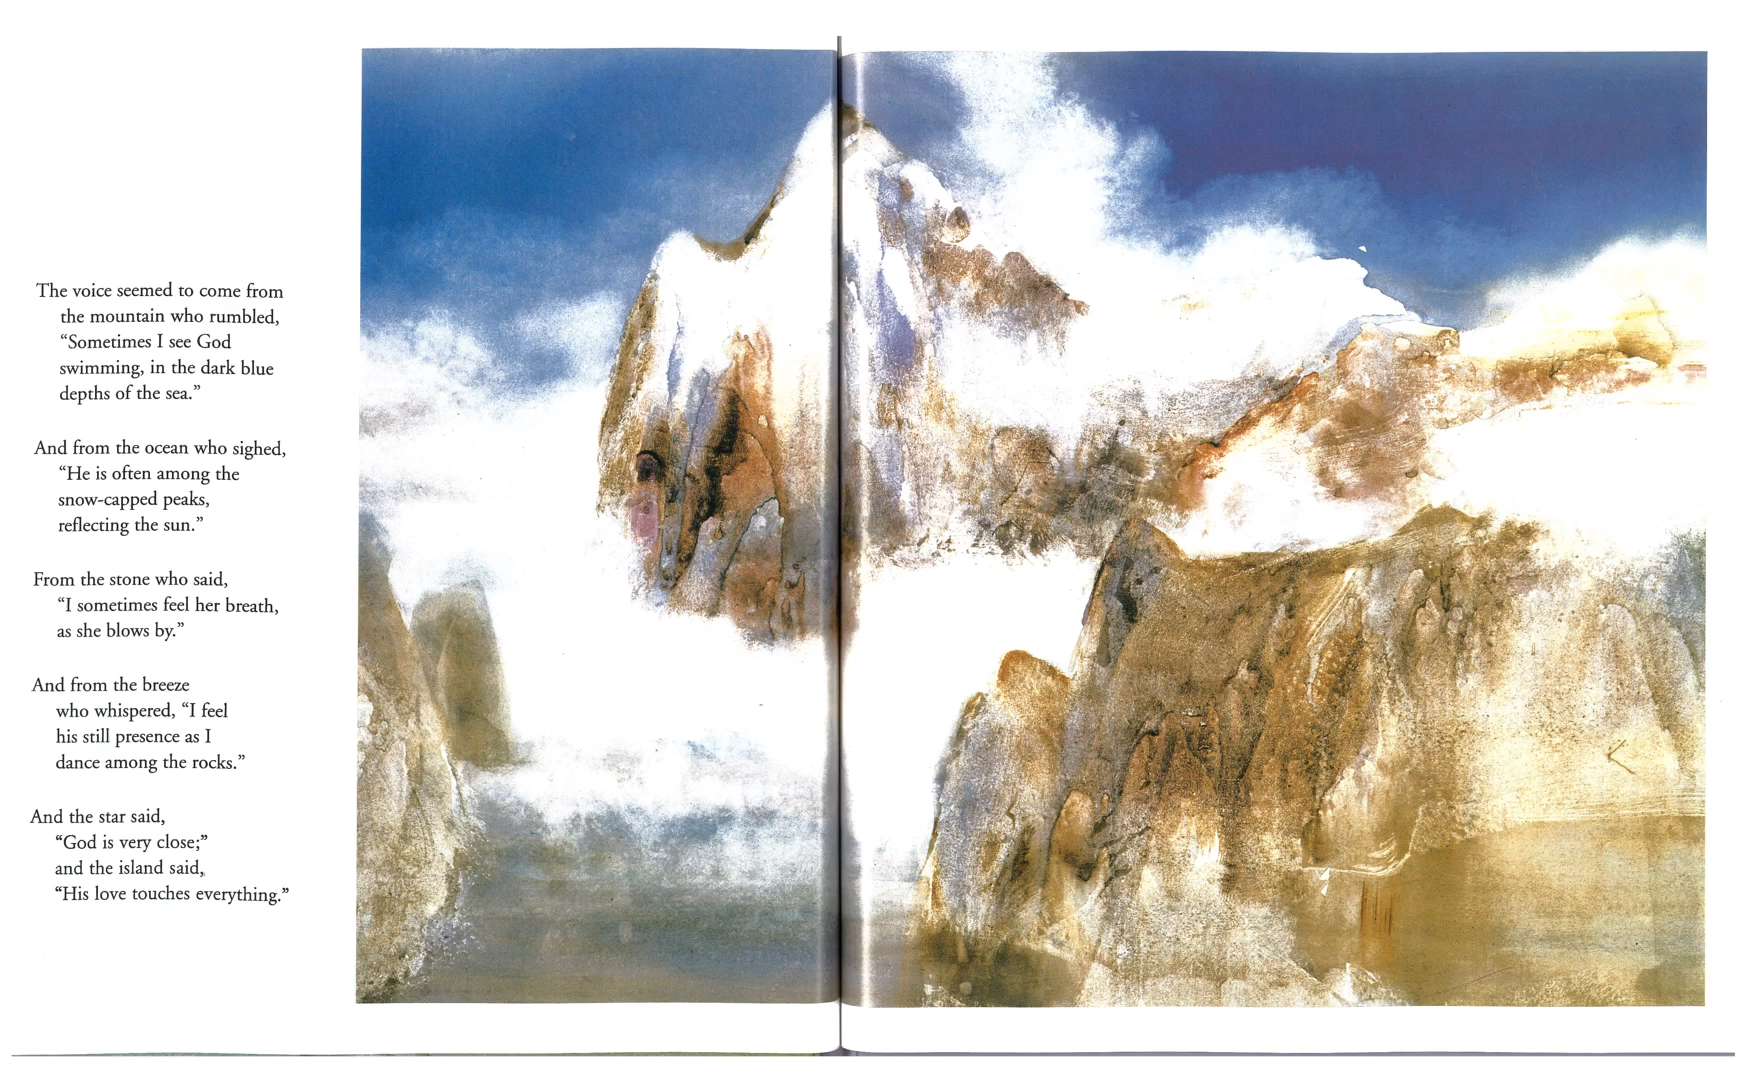 The voice seemed to come from
the mountain who rumbled,
“Sometimes I see God
swimming, in the dark blue
depths of the sea.”
And from the ocean who sighed,
“He is often among the
snow-capped peaks,
reflecting the sun.”
From the stone who said,
“I sometimes feel her breath,
as she blows by.”
And from the breeze
who whispered, “I feel
his still presence as I
dance among the rocks.”
And the star said,
“God is very close;”
and the island said,
“His love touches everything.”